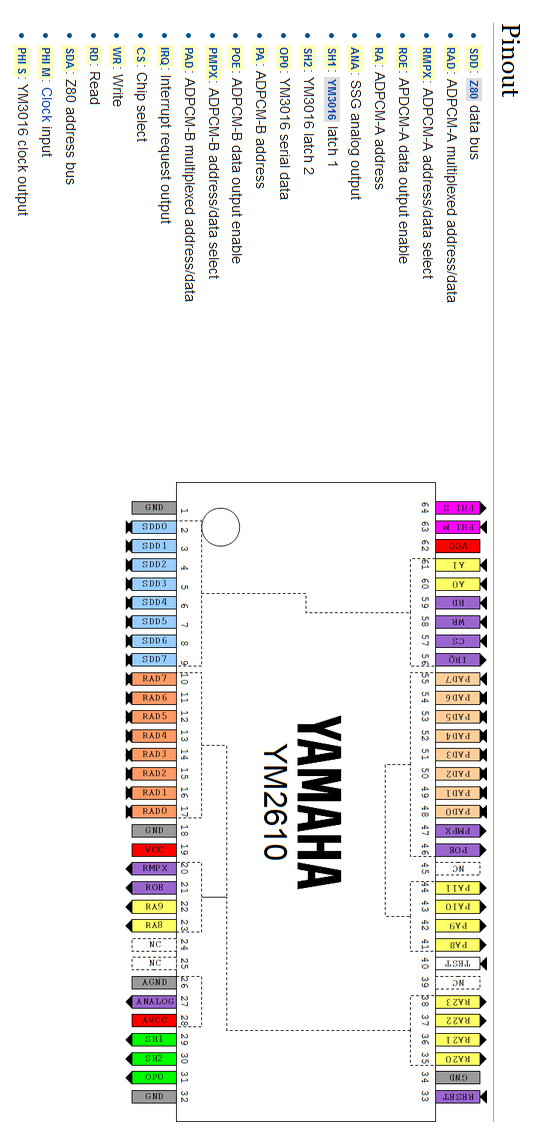 Pinout
SDD: Z80 data bus
RAD: ADPCM-A multiplexed address/data
RMPX: ADPCM-A address/data select
ROE: APDCM-A data output enable
RA: ADPCM-A address
ANA: SSG analog output
SH1: YM3016 latch 1
SH2: YM3016 latch 2
OP0: YM3016 serial data
PA: ADPCM-B address
POE: ADPCM-B data output enable
PMPX: ADPCM-B address/data select
PAD: ADPCM-B multiplexed address/data
IRQ: Interrupt request output
CS: Chip select
WR: Write
RD: Read
SDA: Z80 address bus
PHI M: Clock input
PHI S: YM3016 clock output
PHI S 64
PHI M 63
VCC 62
A1 61
A0 60
RD 59
WR 58
CS 57
IRQ 56
PAD7 55
PAD6 54
PAD5 53
PAD4 52
PAD3 51
PAD2 50
PAD1 49
PAD0 48
PMPX 47
POE 46
NC 45
PA11 44
PA10 43
PA9 42
PA8 41
TEST 40
NC 39
RA23 38
RA22 37
RA21 36
RA20 35
GND 34
RESET 33
YAMAHA
YM2610
1 GND
2 SDD0
3 SDD1
4 SDD2
5 SDD3
6 SDD4
7 SDD5
8 SDD6
9 SDD7
10 RAD7
11 RAD6
12 RAD5
13 RAD4
14 RAD3
15 RAD2
16 RAD1
17 RAD0
18 GND
19 VCC
20 RMPX
21 ROE
22 RA9
23 RA8
24 NC
25 NC
26 AGND
27 ANALOG
28 AVCC
29 SH1
30 SH2
31 OPO
32 GND